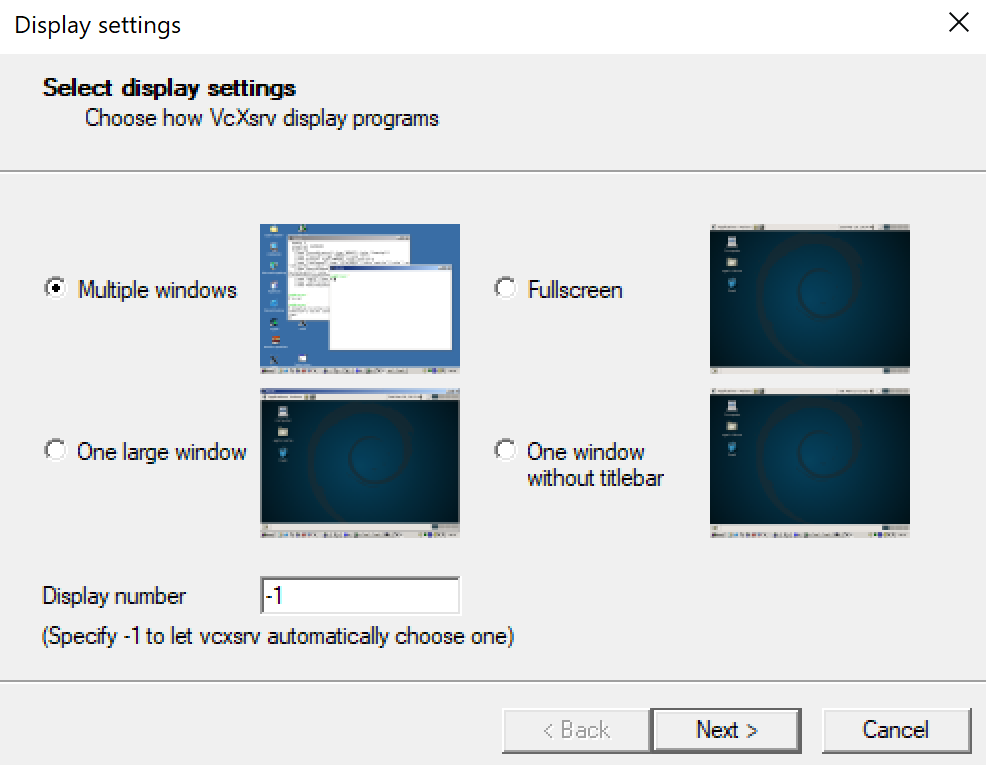 Display settings
Select display settings
Choose how VcXsrv display programs
Multiple windows
Fullscreen
One large window
One window
without titlebar
Display number
-1
(Specify -1 to let vcxsrv automatically choose one)
< Back
Next >
Cancel